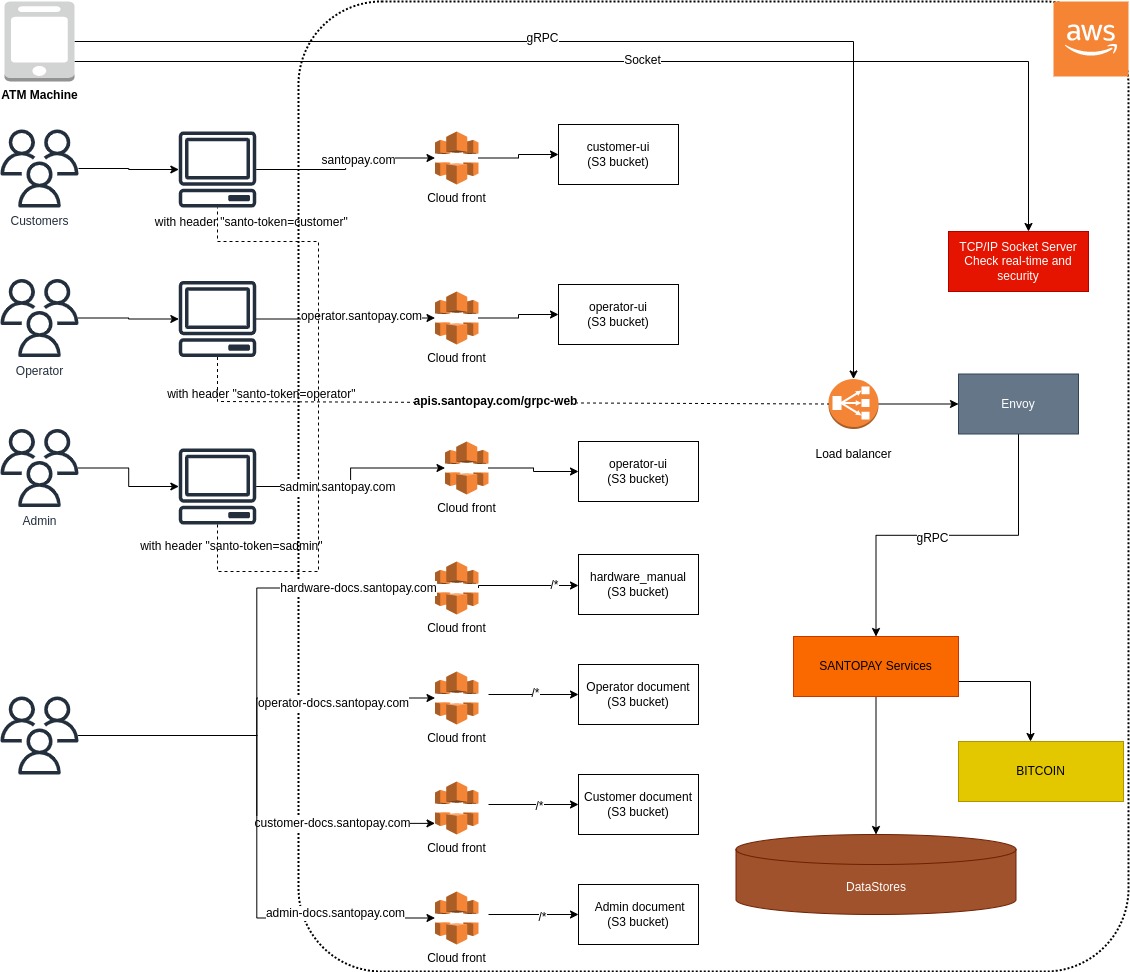 aws
gRPC
Socket
ATM Machine
santopay.com
customer-ui
(S3 bucket)
Cloud front
Customers
with header "santo-token=customer"
TCP/IP Socket Server
Check real-time and
security
operator.santopay.com
operator-ui
(S3 bucket)
Cloud front
Operator
with header "santo-token=operator"
apis.santopay.com/grpc-web
Envoy
Load balancer
sadmin.santopay.com
operator-ui
(S3 bucket)
Cloud front
Admin
with header "santo-token=sadmin"
gRPC
hardware-docs.santopay.com
/*
hardware_manual
(S3 bucket)
Cloud front
SANTOPAY Services
operator-docs.santopay.com
/*
Operator document
(S3 bucket)
Cloud front
BITCOIN
customer-docs.santopay.com
/*
Customer document
(S3 bucket)
Cloud front
DataStores
admin-docs.santopay.com
/*
Admin document
(S3 bucket)
Cloud front